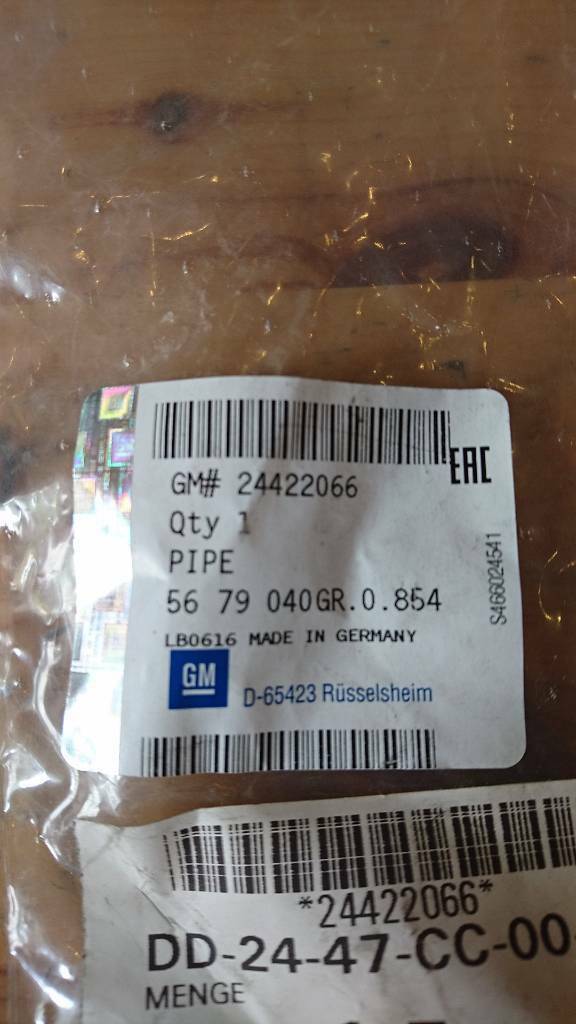 EAC
GM# 24422066
Qty 1
PIPE
56 79 040GR.0.854
S466024541
LB0616 MADE IN GERMANY
GM
D-65423 Rüsselsheim
*24422066*
DD-24-47-CC-00
MENGE